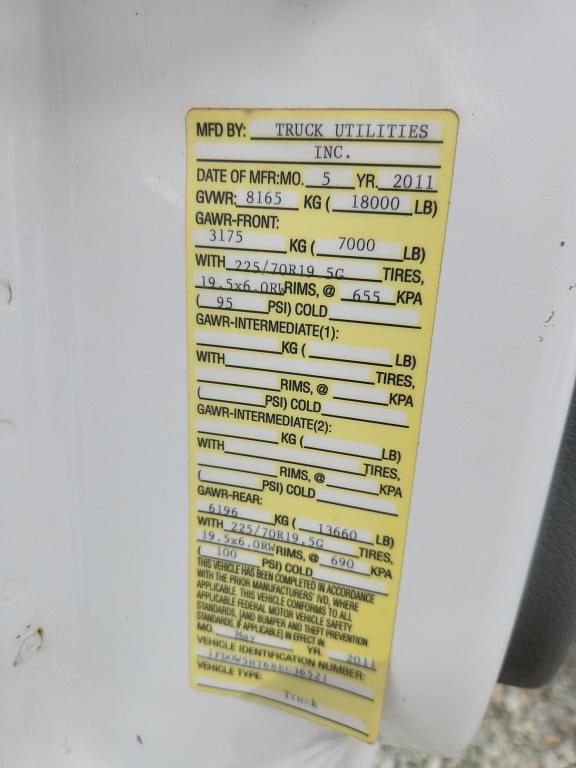 MFD BY: TRUCK UTILITIES
INC.
DATE OF MFR:MO. 5 YR. 2011
GVWR: 8165 KG ( 18000 LB)
GAWR-FRONT:
3175 KG ( 7000 LB)
WITH 225/70R19.5G TIRES,
19.5x6.0RW RIMS, @ 655 KPA
( 95 PSI) COLD
GAWR-INTERMEDIATE(1):
KG ( LB)
WITH TIRES,
RIMS, @ KPA
( PSI) COLD
GAWR-INTERMEDIATE(2):
KG ( LB)
WITH TIRES,
RIMS, @ KPA
( PSI) COLD
GAWR-REAR:
6196 KG ( 13660 LB)
WITH 225/70R19.5G TIRES,
19.5x6.0RW RIMS, @ 690 KPA
( 100 PSI) COLD
THIS VEHICLE HAS BEEN COMPLETED IN ACCORDANCE
WITH THE PRIOR MANUFACTURERS' IVD, WHERE
APPLICABLE. THIS VEHICLE CONFORMS TO ALL
APPLICABLE FEDERAL MOTOR VEHICLE SAFETY
STANDARDS, [AND BUMPER AND THEFT PREVENTION
STANDARDS, IF APPLICABLE] IN EFFECT IN:
MO. May YR. 2011
VEHICLE IDENTIFICATION NUMBER:
VEHICLE TYPE:
Truck